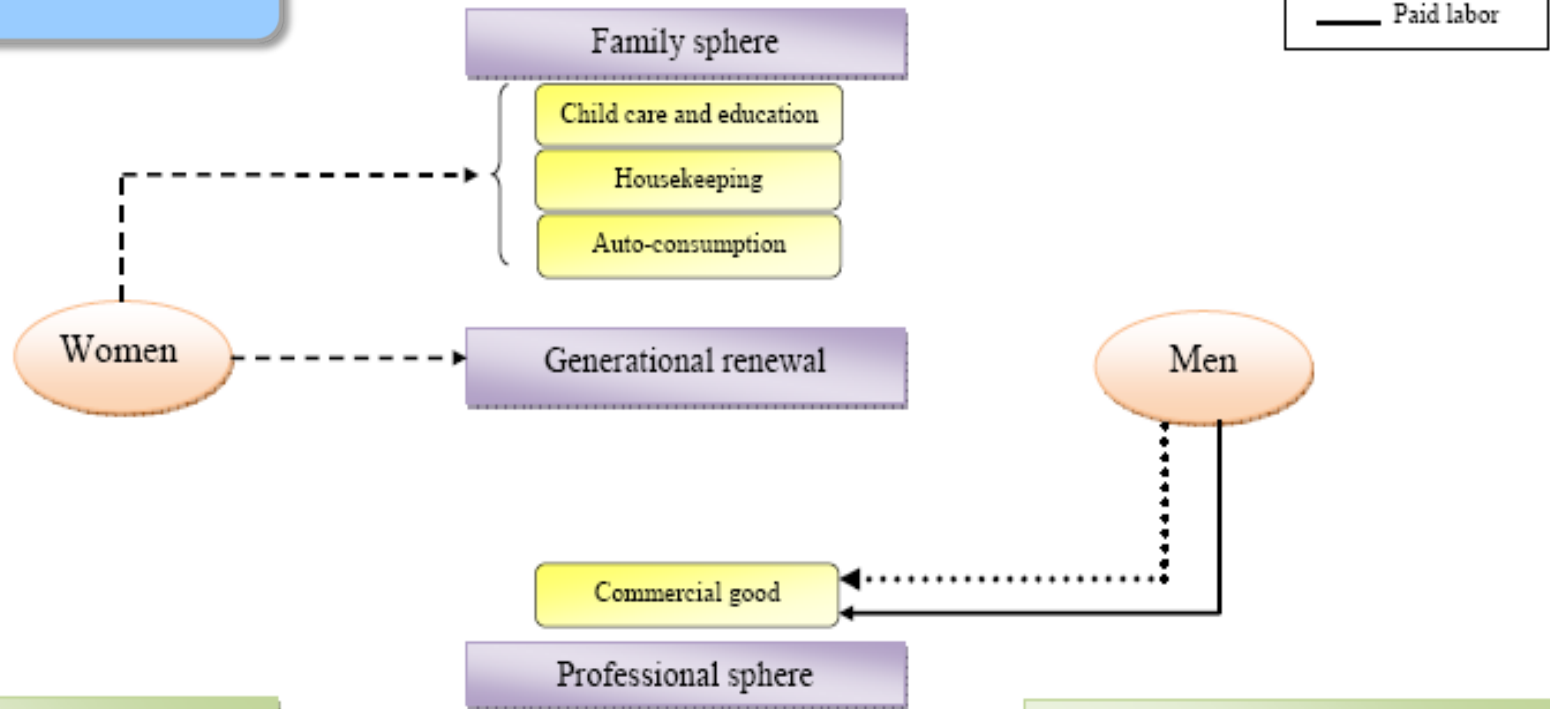 Paid labor
Family sphere
Child care and education
Housekeeping
Auto-consumption
Women
Generational renewal
Men
Commercial good
Professional sphere